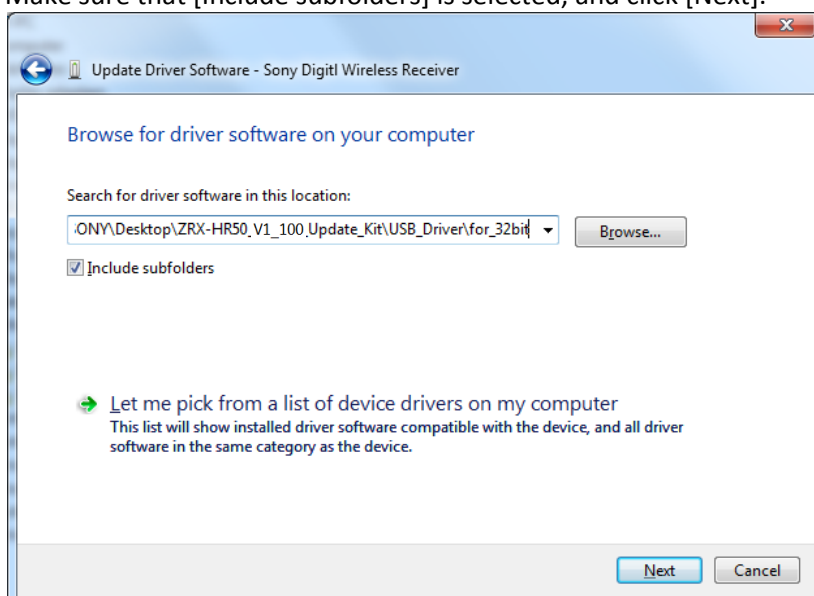 Make sure that [Include subfolders] is selected, and click [Next].
Update Driver Software - Sony Digitl Wireless Receiver
Browse for driver software on your computer
Search for driver software in this location:
ONY\Desktop\ZRX-HR50_V1_100_Update_Kit\USB_Driver\for_32bit
Browse...
Include subfolders
Let me pick from a list of device drivers on my computer
This list will show installed driver software compatible with the device, and all driver
software in the same category as the device.
Next
Cancel